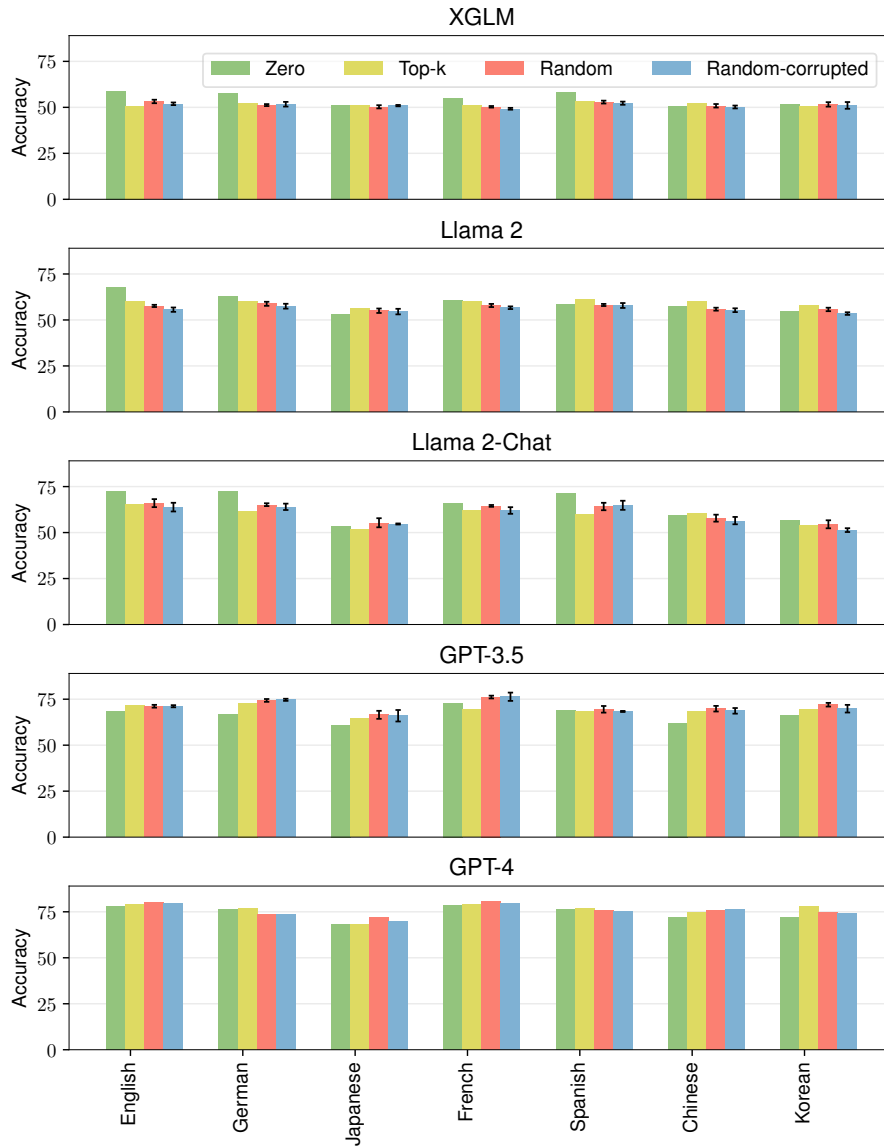 XGLM
Accuracy
75
50
25
0
Zero Top-k Random Random-corrupted
Llama 2
Accuracy
75
50
25
0
Llama 2-Chat
Accuracy
75
50
25
0
GPT-3.5
Accuracy
75
50
25
0
GPT-4
Accuracy
75
50
25
0
English
German
Japanese
French
Spanish
Chinese
Korean